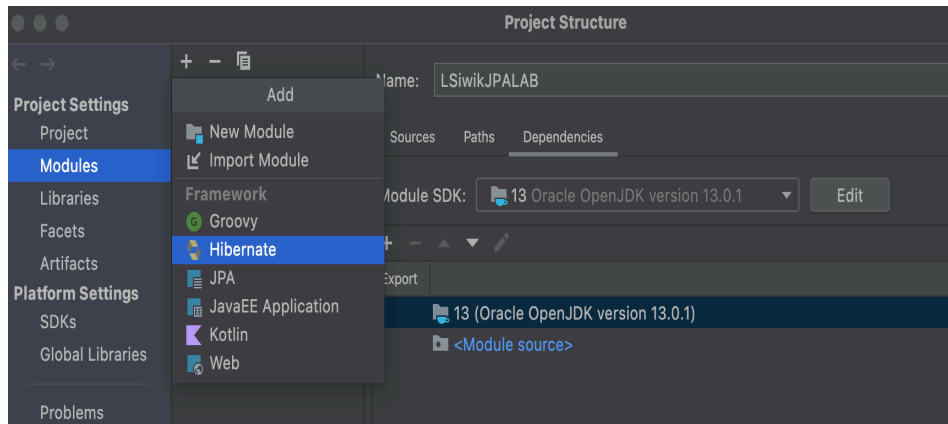 Project Structure
Project Settings
Project
Modules
Libraries
Facets
Artifacts
Platform Settings
SDKs
Global Libraries
Problems
Add
New Module
Import Module
Framework
Groovy
Hibernate
JPA
JavaEE Application
Kotlin
Web
Name: LSiwikJPALAB
Sources Paths Dependencies
Module SDK: 13 Oracle OpenJDK version 13.0.1 Edit
Export
13 (Oracle OpenJDK version 13.0.1)
<Module source>